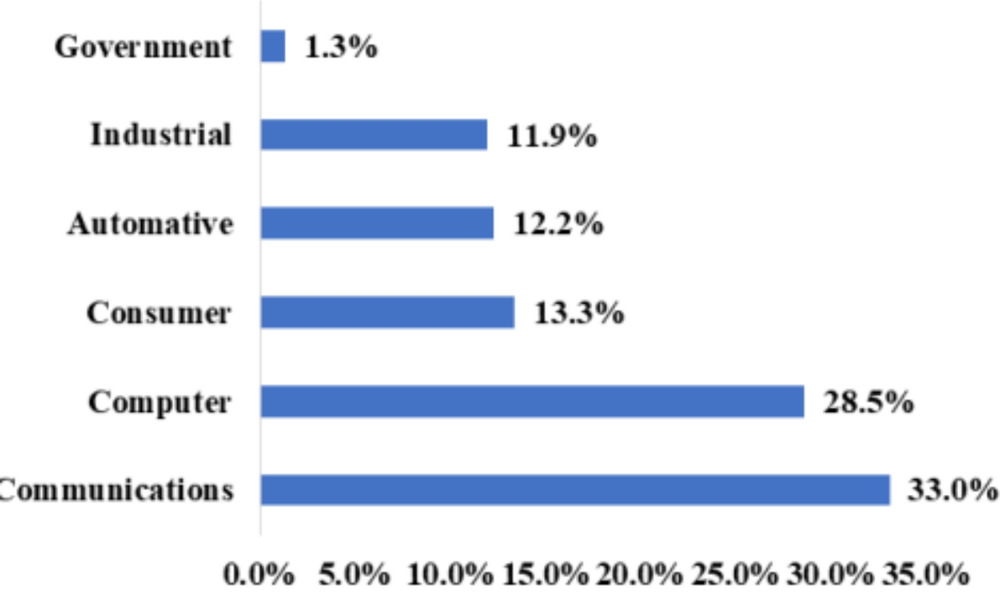 Government 1.3%
Industrial 11.9%
Automative 12.2%
Consumer 13.3%
Computer 28.5%
Communications 33.0%
0.0% 5.0% 10.0% 15.0% 20.0% 25.0% 30.0% 35.0%